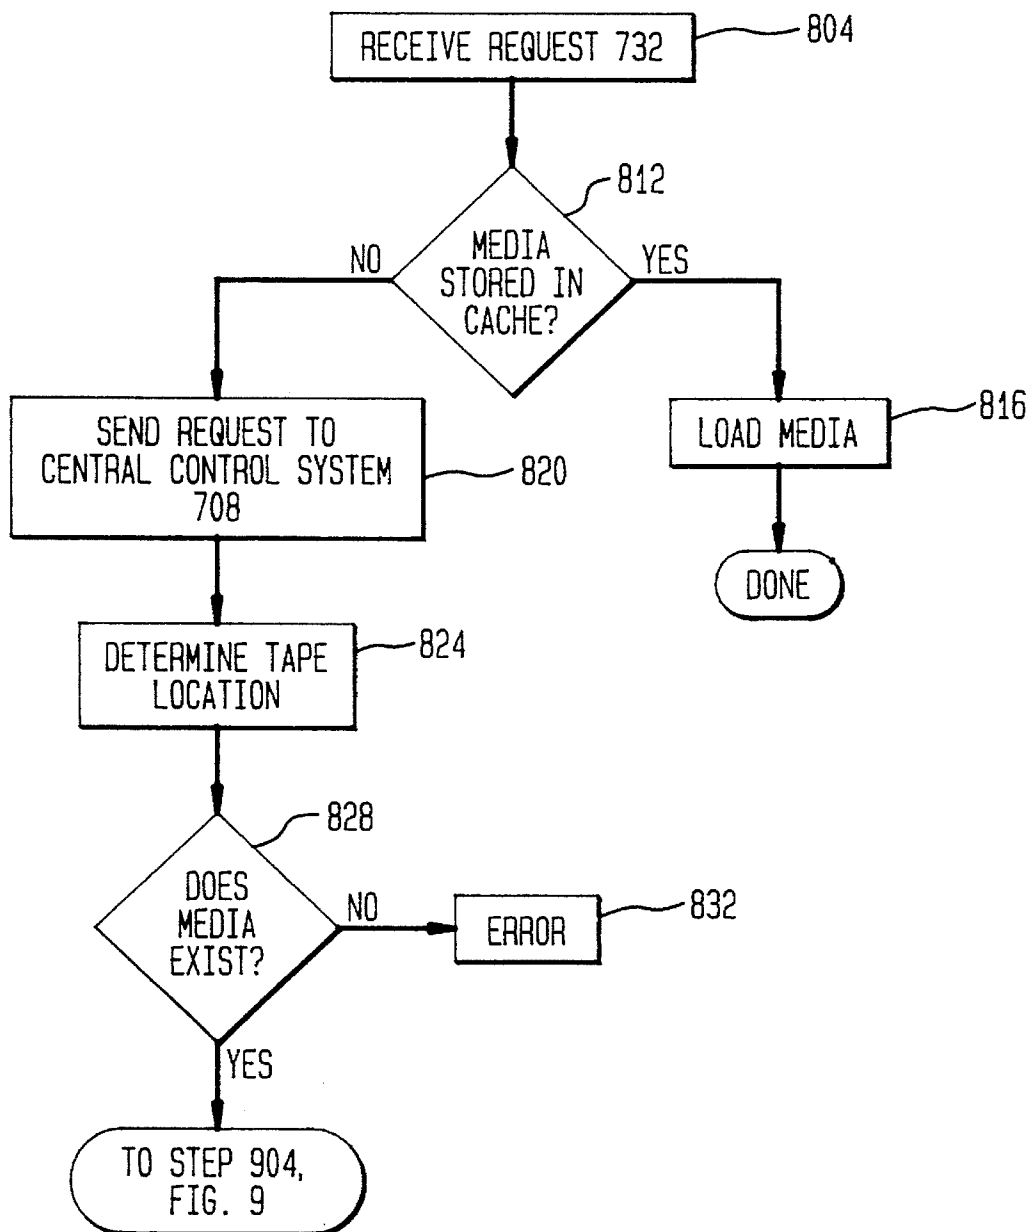 RECEIVE REQUEST 732
804
812
MEDIA
STORED IN
CACHE?
NO
YES
SEND REQUEST TO
CENTRAL CONTROL SYSTEM
708
820
LOAD MEDIA
816
DONE
DETERMINE TAPE
LOCATION
824
828
DOES
MEDIA
EXIST?
NO
ERROR
832
YES
TO STEP 904,
FIG. 9